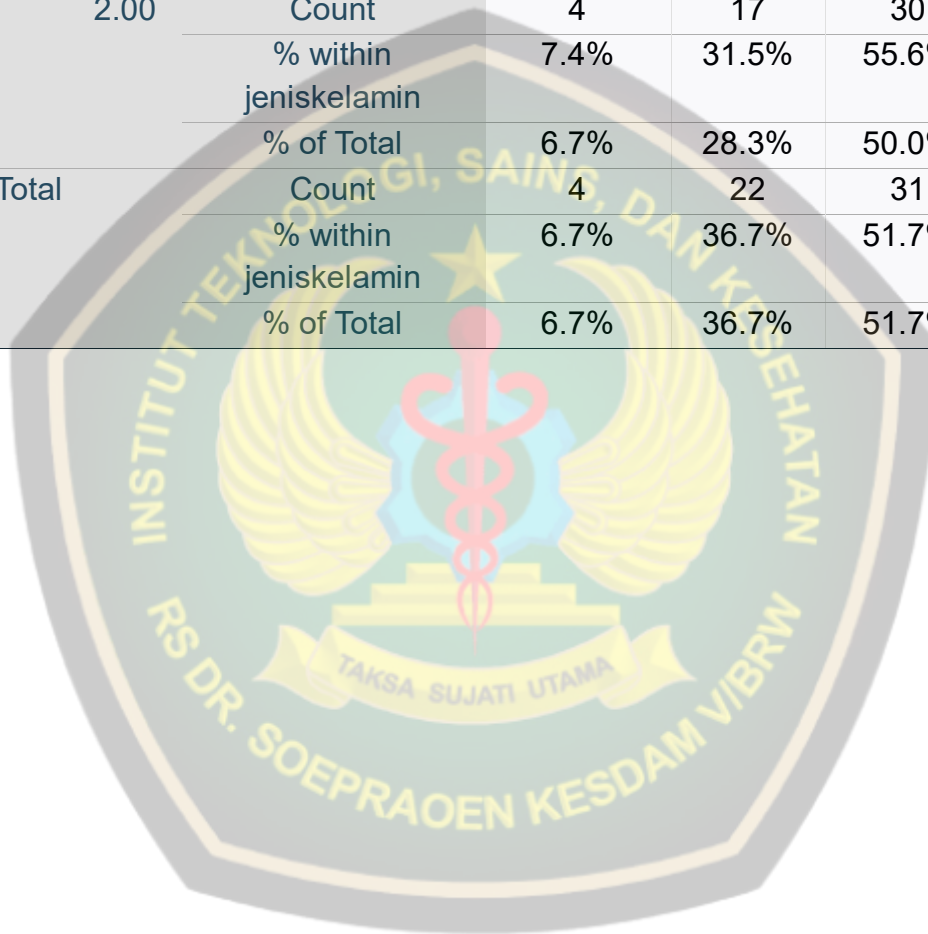 2.00 Count 4 17 30
% within jeniskelamin 7.4% 31.5% 55.6
% of Total 6.7% 28.3% 50.0
Total Count 4 22 31
% within jeniskelamin 6.7% 36.7% 51.7
% of Total 6.7% 36.7% 51.7
INSTITUT TEKNOLOGI, SAINS, DAN KESEHATAN
TAKSA SUJATI UTAMA
RS DR. SOEPRAOEN KESDAM V/BRW